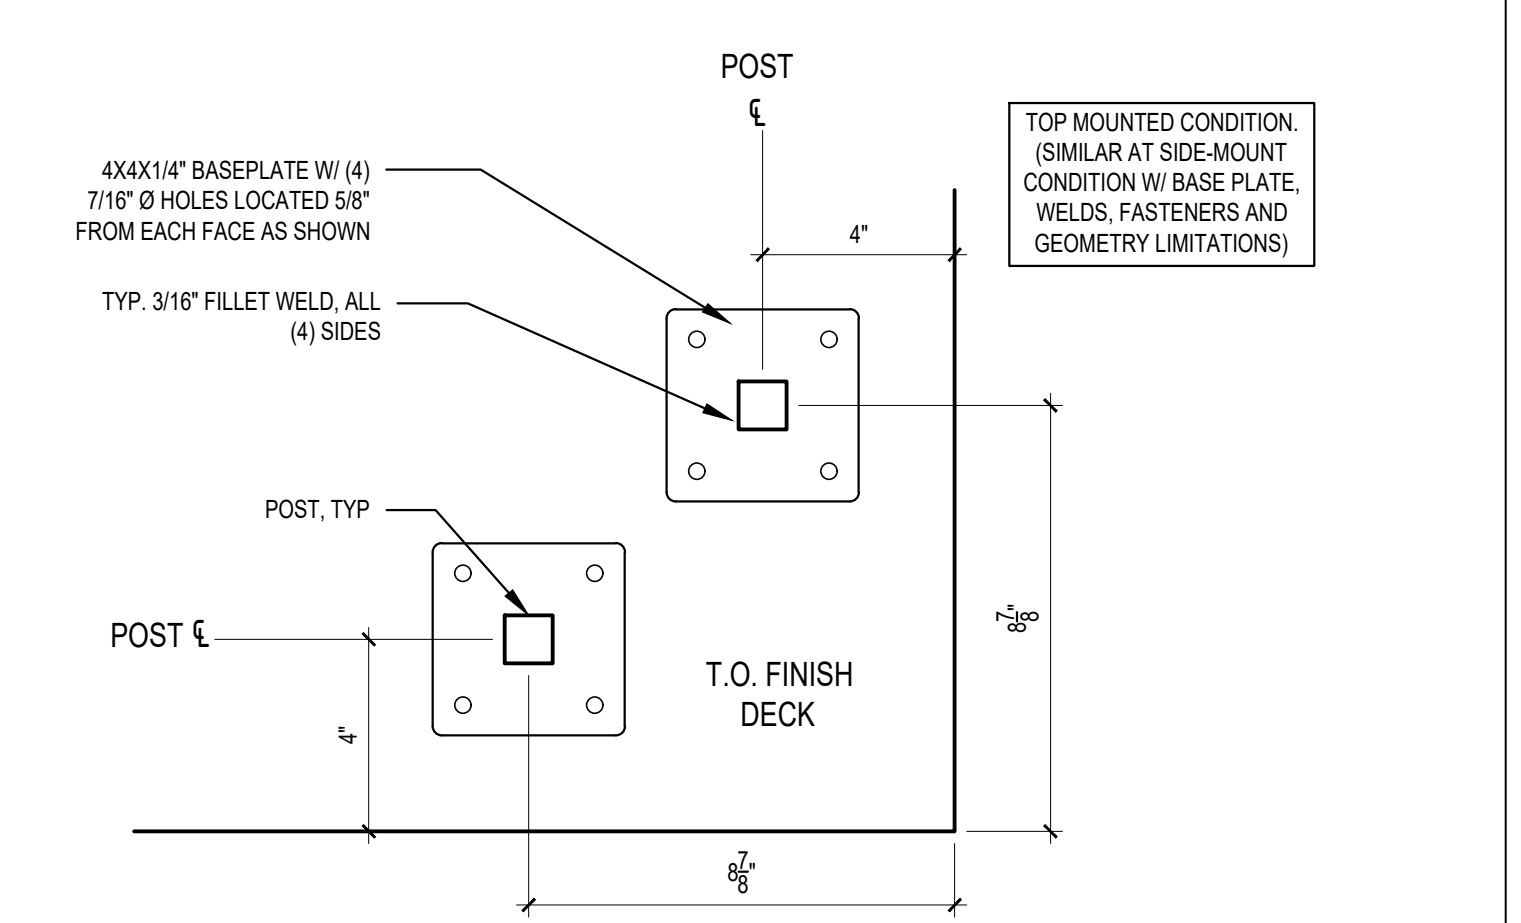 POST
℄
4X4X1/4" BASEPLATE W/ (4)
7/16" Ø HOLES LOCATED 5/8"
FROM EACH FACE AS SHOWN
TOP MOUNTED CONDITION.
(SIMILAR AT SIDE-MOUNT
CONDITION W/ BASE PLATE,
WELDS, FASTENERS AND
GEOMETRY LIMITATIONS)
4"
TYP. 3/16" FILLET WELD, ALL
(4) SIDES
POST, TYP
8 7/8"
POST ℄
T.O. FINISH
DECK
4"
8 7/8"